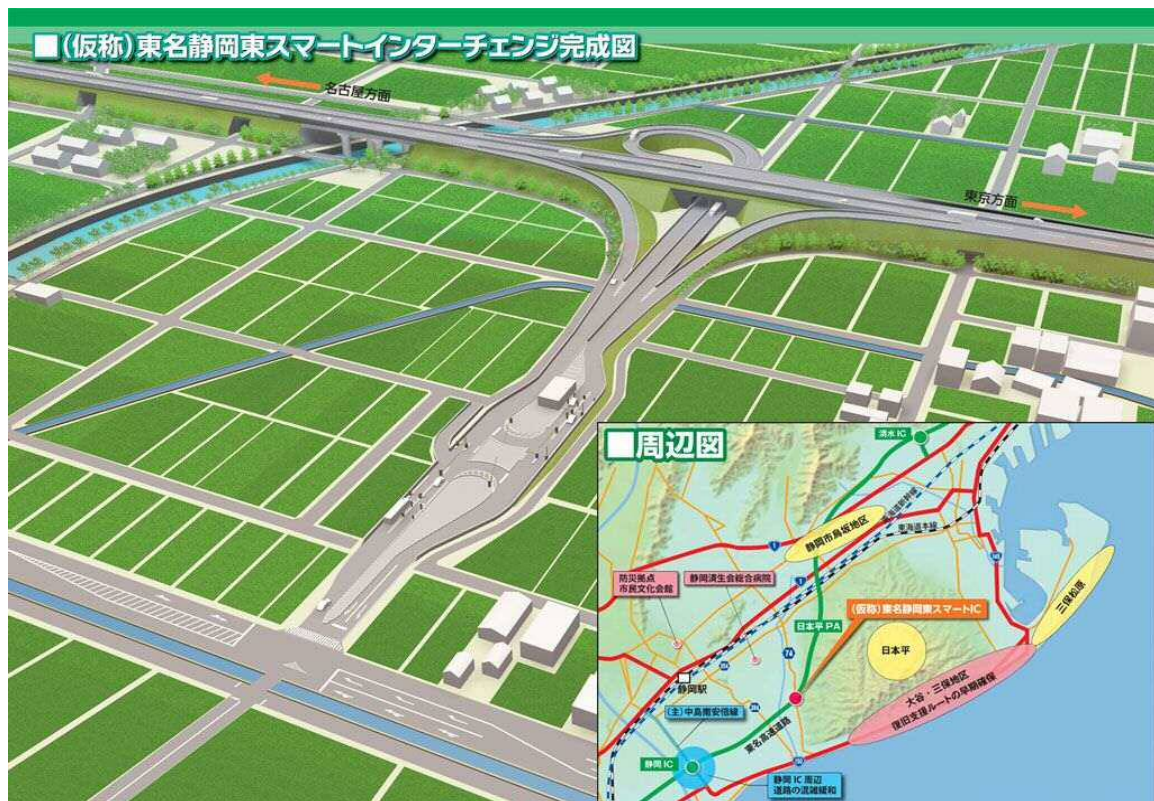 ■(仮称)東名静岡東スマートインターチェンジ完成図
名古屋方面
東京方面
■周辺図
清水IC
東海道新幹線
東海道本線
静岡市鳥坂地区
1
1
防災拠点
市民文化会館
静岡済生会総合病院
(仮称)東名静岡東スマートIC
三保松原
日本平PA
日本平
74
静岡駅
大谷・三保地区
復旧支援ルートの早期確保
(主)中島南安倍線
東名高速道路
静岡IC
150
静岡IC周辺
道路の混雑緩和